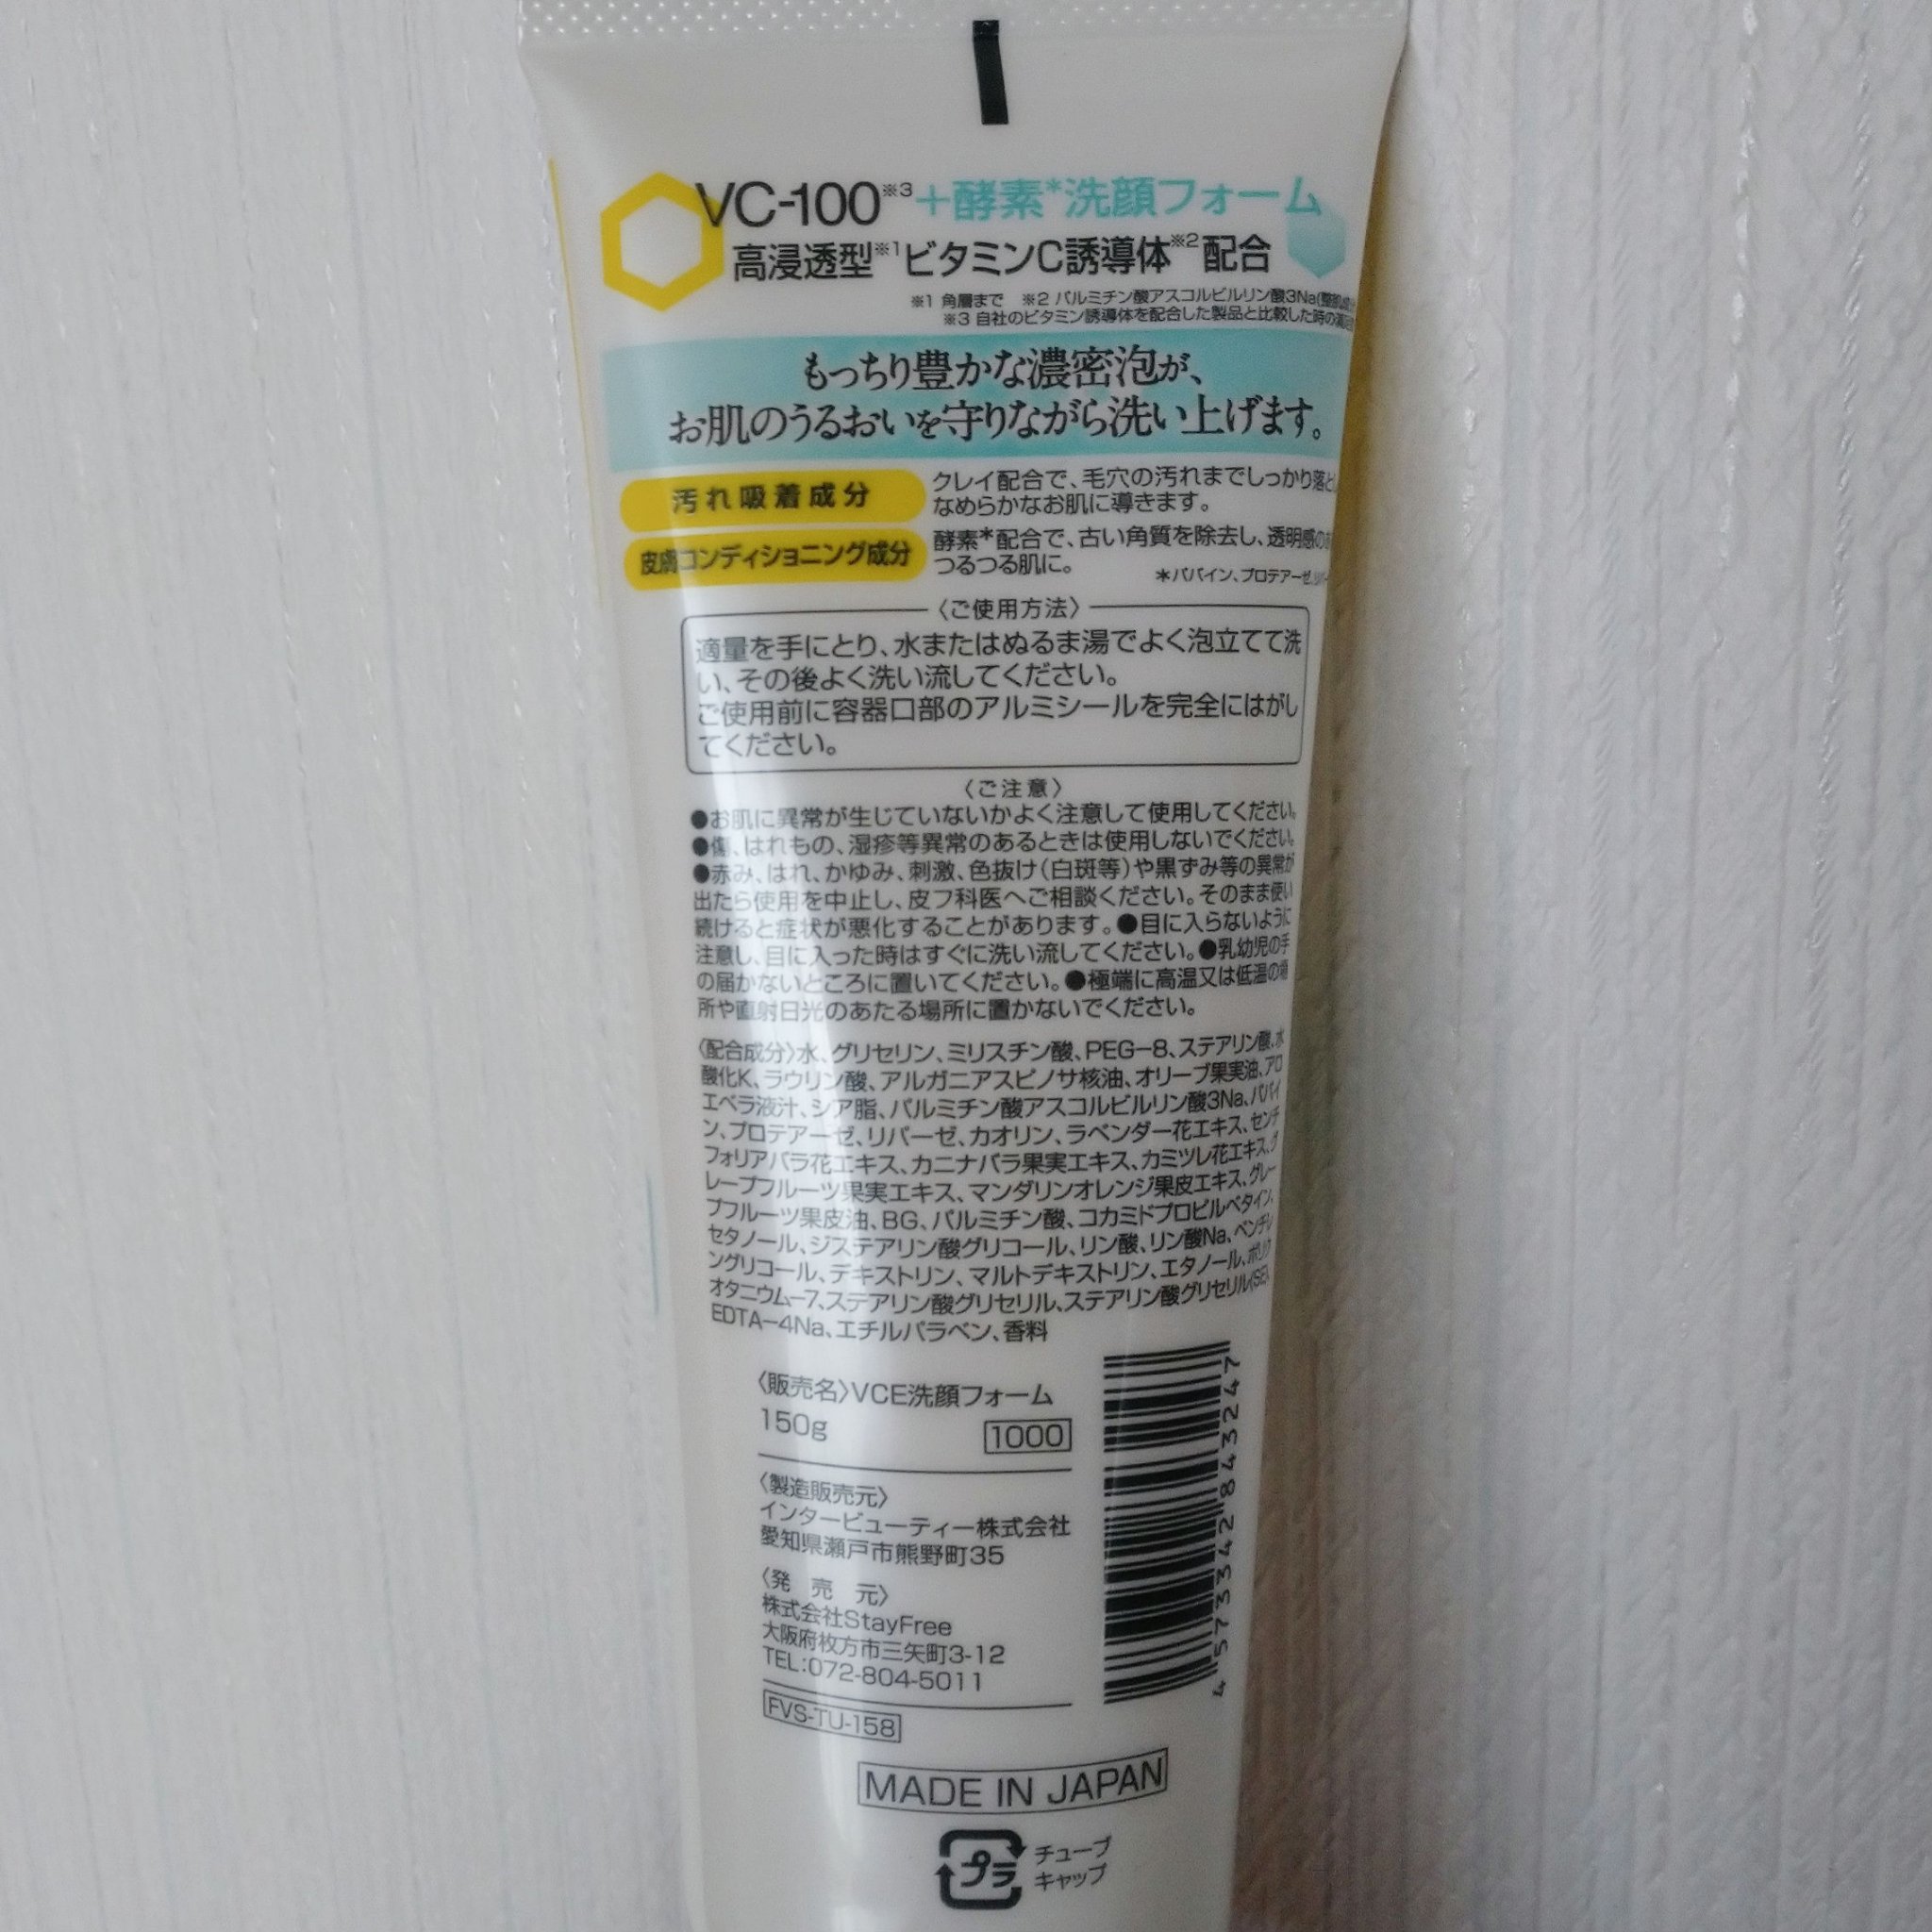 VC-100※3+酵素*洗顔フォーム
高浸透型※1ビタミンC誘導体※2配合
※1 角層まで ※2 パルミチン酸アスコルビルリン酸3Na(整肌成分
※3 自社のビタミン誘導体を配合した製品と比較した時の
もっちり豊かな濃密泡が、
お肌のうるおいを守りながら洗い上げます。
汚れ吸着成分
クレイ配合で、毛穴の汚れまでしっかり落とし
なめらかなお肌に導きます。
皮膚コンディショニング成分
酵素*配合で、古い角質を除去し、透明感の
つるつる肌に。
*パパイン、プロテアーゼ、リパー
〈ご使用方法〉
適量を手にとり、水またはぬるま湯でよく泡立てて洗
い、その後よく洗い流してください。
ご使用前に容器口部のアルミシールを完全にはがし
てください。
〈ご注意〉
●お肌に異常が生じていないかよく注意して使用してください。
●傷、はれもの、湿疹等異常のあるときは使用しないでください。
●赤み、はれ、かゆみ、刺激、色抜け(白斑等)や黒ずみ等の異常が
出たら使用を中止し、皮フ科医へご相談ください。そのまま使い
続けると症状が悪化することがあります。●目に入らないように
注意し、目に入った時はすぐに洗い流してください。●乳幼児の手
の届かないところに置いてください。●極端に高温又は低温の場
所や直射日光のあたる場所に置かないでください。
〈配合成分〉水、グリセリン、ミリスチン酸、PEG-8、ステアリン酸、水
酸化K、ラウリン酸、アルガニアスピノサ核油、オリーブ果実油、アロ
エベラ液汁、シア脂、パルミチン酸アスコルビルリン酸3Na、パパイ
ン、プロテアーゼ、リパーゼ、カオリン、ラベンダー花エキス、センチ
フォリアバラ花エキス、カニナバラ果実エキス、カミツレ花エキス、グ
レープフルーツ果実エキス、マンダリンオレンジ果皮エキス、グレー
プフルーツ果皮油、BG、パルミチン酸、コカミドプロピルベタイン、
セタノール、ジステアリン酸グリコール、リン酸、リン酸Na、ペンチレ
ングリコール、デキストリン、マルトデキストリン、エタノール、ポリク
オタニウム-7、ステアリン酸グリセリル、ステアリン酸グリセリル(SE)、
EDTA-4Na、エチルパラベン、香料
〈販売名〉VCE洗顔フォーム
150g 1000
〈製造販売元〉
インタービューティー株式会社
愛知県瀬戸市熊野町35
〈発 売 元〉
株式会社StayFree
大阪府枚方市三矢町3-12
TEL:072-804-5011
FVS-TU-158
4573342843247
MADE IN JAPAN
プラ
チューブ
キャップ